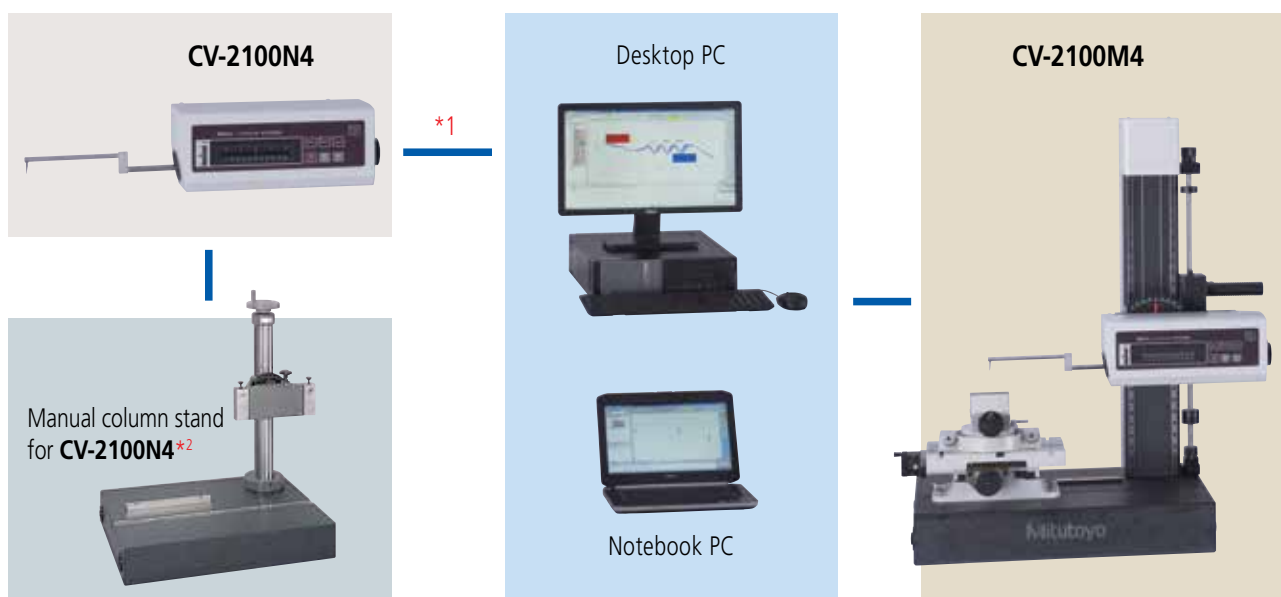 CV-2100N4
*1
Desktop PC
CV-2100M4
Manual column stand
for CV-2100N4*2
Notebook PC
Mitutoyo